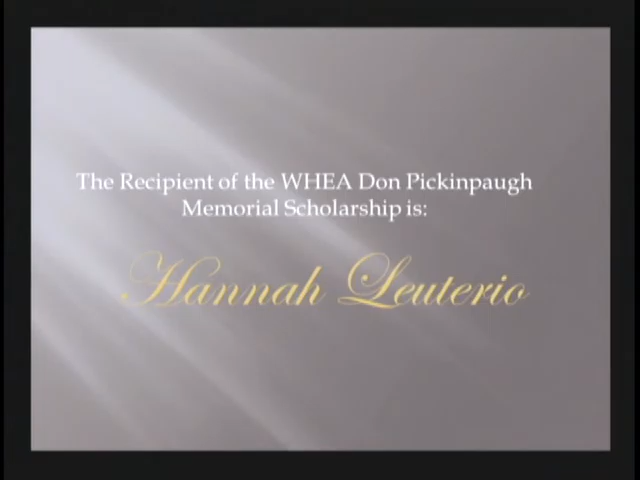 The Recipient of the WHEA Don Pickinpaugh
Memorial Scholarship is:
Hannah Leuterio